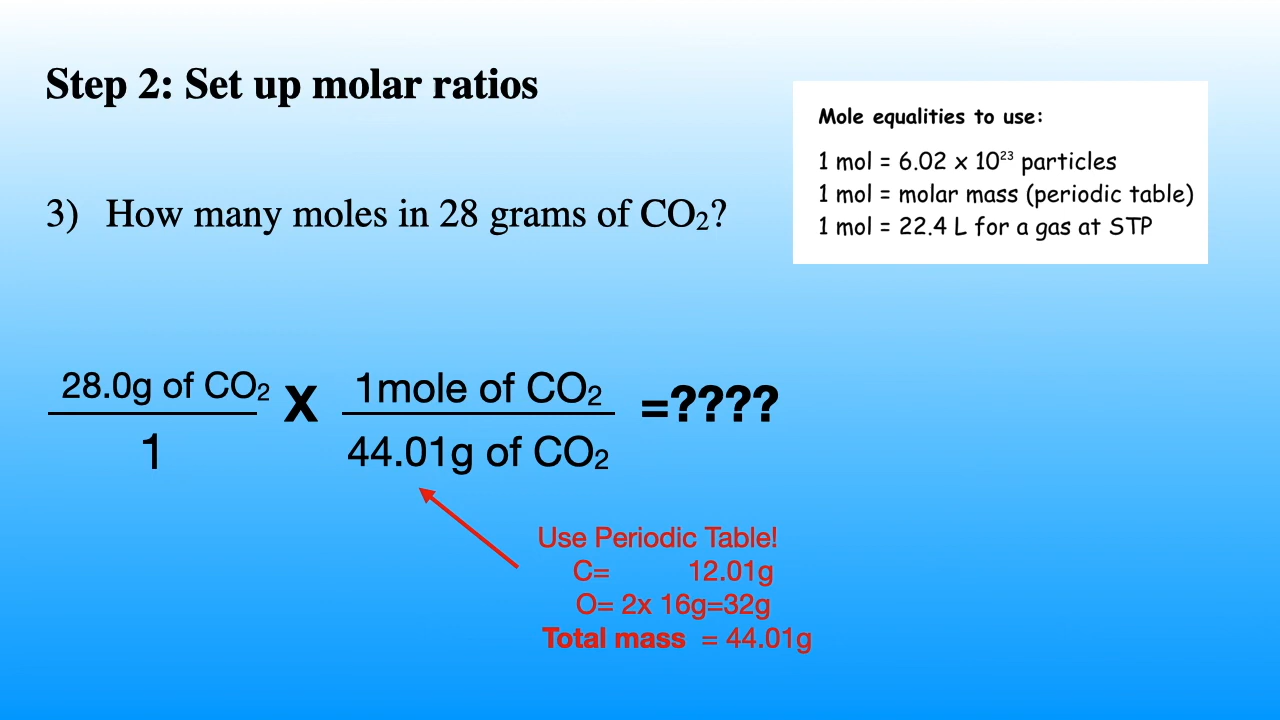 Step 2: Set up molar ratios
Mole equalities to use:
1 mol = 6.02 x 10²³ particles
1 mol = molar mass (periodic table)
1 mol = 22.4 L for a gas at STP
3) How many moles in 28 grams of CO₂?
28.0g of CO₂
1
X
1mole of CO₂
44.01g of CO₂
=????
Use Periodic Table!
C= 12.01g
O= 2x 16g=32g
Total mass = 44.01g